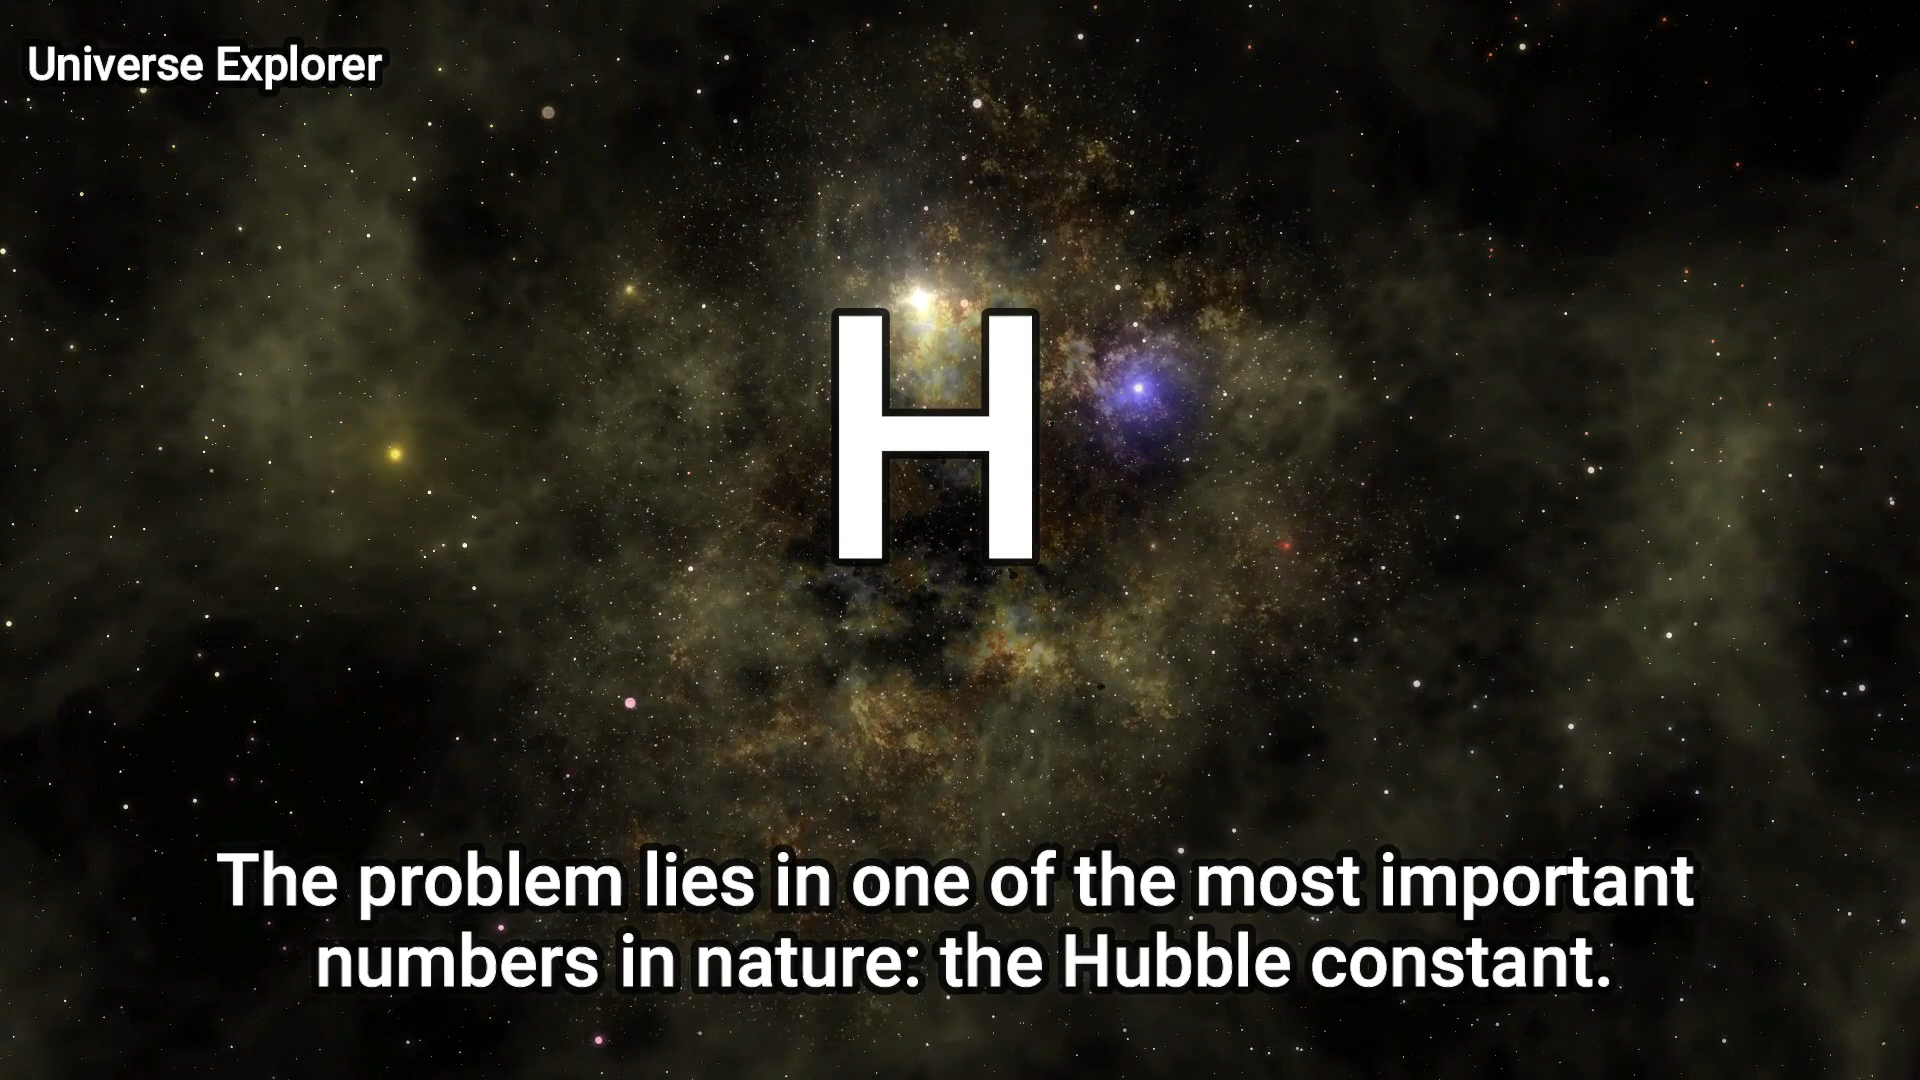 Universe Explorer
H
The problem lies in one of the most important
numbers in nature: the Hubble constant.